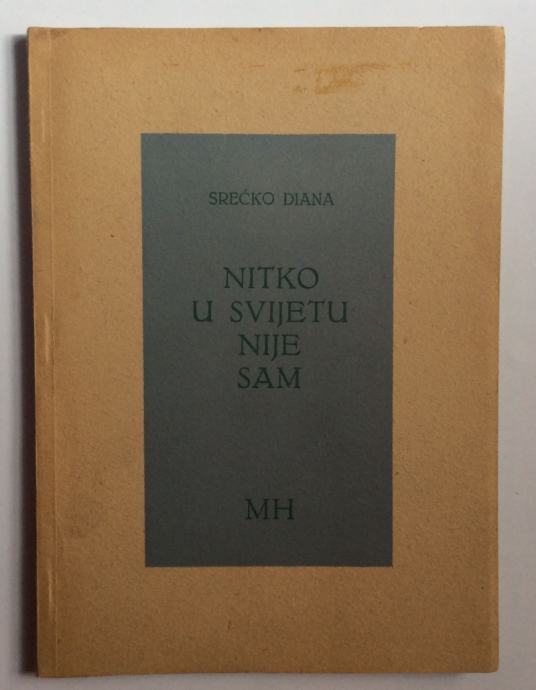 SREĆKO DIANA
NITKO
U SVIJETU
NIJE
SAM
MH